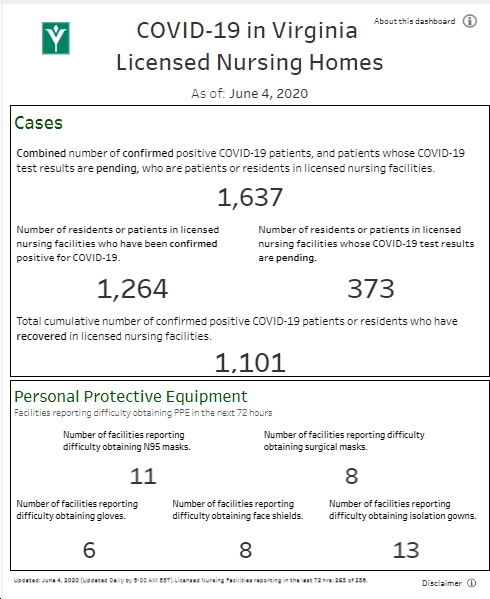 COVID-19 in Virginia
About this dashboard
Licensed Nursing Homes
As of: June 4, 2020
Cases
Combined number of confirmed positive COVID-19 patients, and patients whose COVID-19
test results are pending, who are patients or residents in licensed nursing facilities.
1,637
Number of residents or patients in licensed
nursing facilities who have been confirmed
positive for COVID-19.
1,264
Number of residents or patients in licensed
nursing facilities whose COVID-19 test results
are pending.
373
Total cumulative number of confirmed positive COVID-19 patients or residents who have
recovered in licensed nursing facilities.
1,101
Personal Protective Equipment
Facilities reporting difficulty obtaining PPE in the next 72 hours
Number of facilities reporting
difficulty obtaining N95 masks.
11
Number of facilities reporting difficulty
obtaining surgical masks.
8
Number of facilities reporting
difficulty obtaining gloves.
6
Number of facilities reporting
difficulty obtaining face shields.
8
Number of facilities reporting
difficulty obtaining isolation gowns.
13
Updated: June 4, 2020 (Updated Daily by 9:00 AM EST). Licensed Nursing Facilities reporting in the last 72 hrs: of
Disclaimer